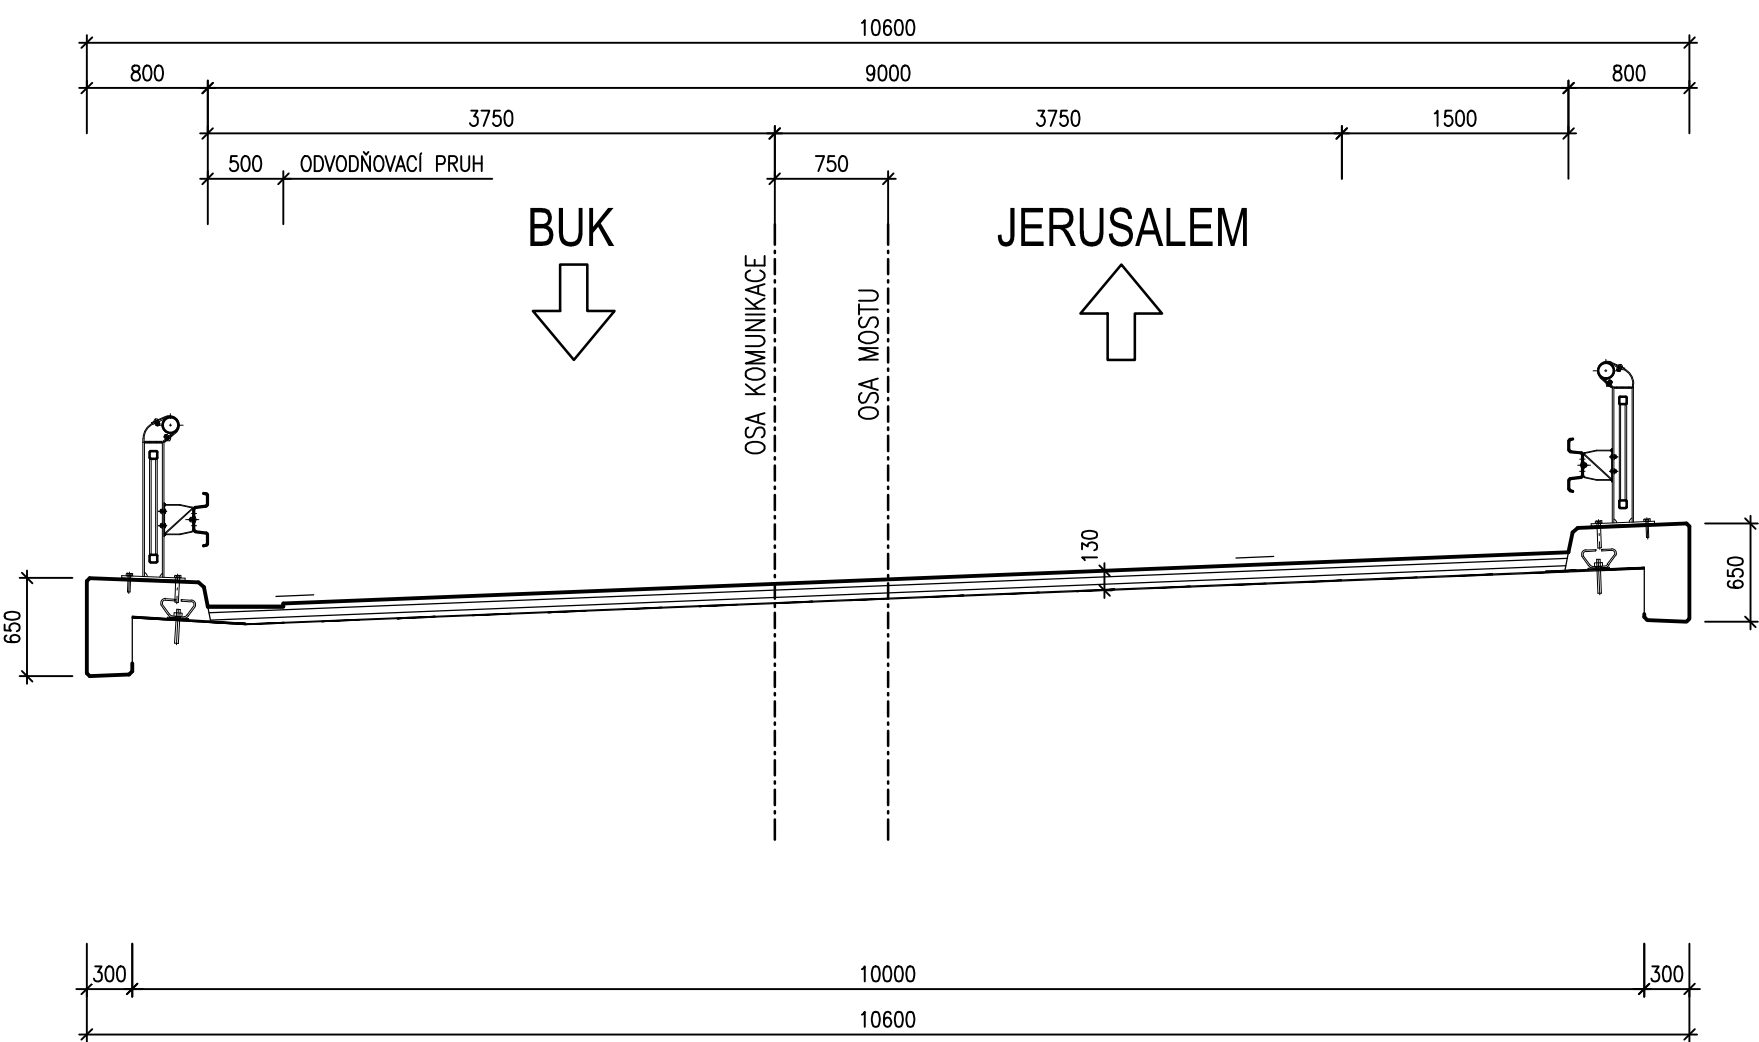 10600
800 9000 800
3750 3750 1500
500 ODVODŇOVACÍ PRUH 750
BUK JERUSALEM
OSA KOMUNIKACE
OSA MOSTU
130
650
650
300 10000 300
10600